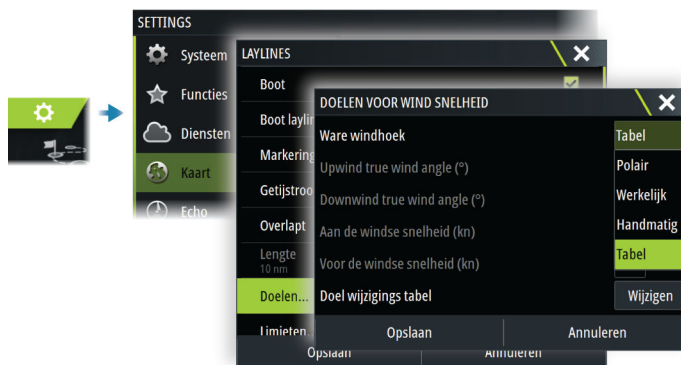 SETTINGS
Systeem
Functies
Diensten
Kaart
Echo
LAYLINES
Boot
Boot laylin
Markering
Getijstroo
Overlapt
Lengte
10 nm
Doelen...
Limieten
Opslaan
Annuleren
DOELEN VOOR WIND SNELHEID
Ware windhoek
Tabel
Upwind true wind angle (°)
Polair
Downwind true wind angle (°)
Werkelijk
Aan de windse snelheid (kn)
Handmatig
Voor de windse snelheid (kn)
Tabel
Doel wijzigings tabel
Wijzigen
Opslaan
Annuleren